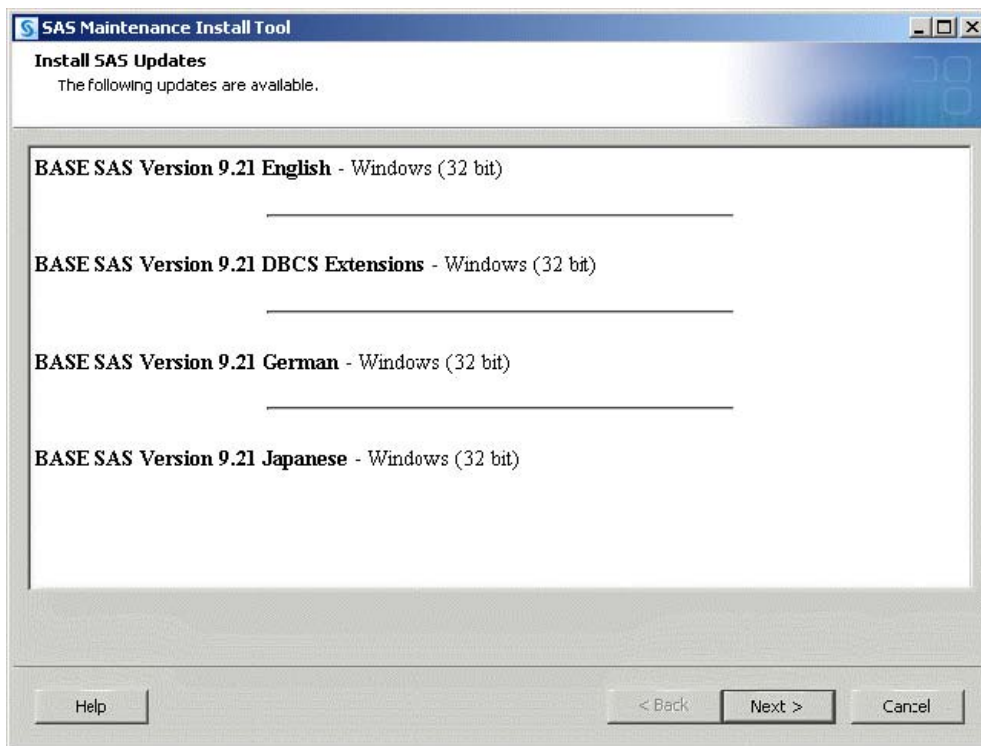 SAS Maintenance Install Tool
Install SAS Updates
The following updates are available.
BASE SAS Version 9.21 English - Windows (32 bit)
BASE SAS Version 9.21 DBCS Extensions - Windows (32 bit)
BASE SAS Version 9.21 German - Windows (32 bit)
BASE SAS Version 9.21 Japanese - Windows (32 bit)
Help
< Back
Next >
Cancel